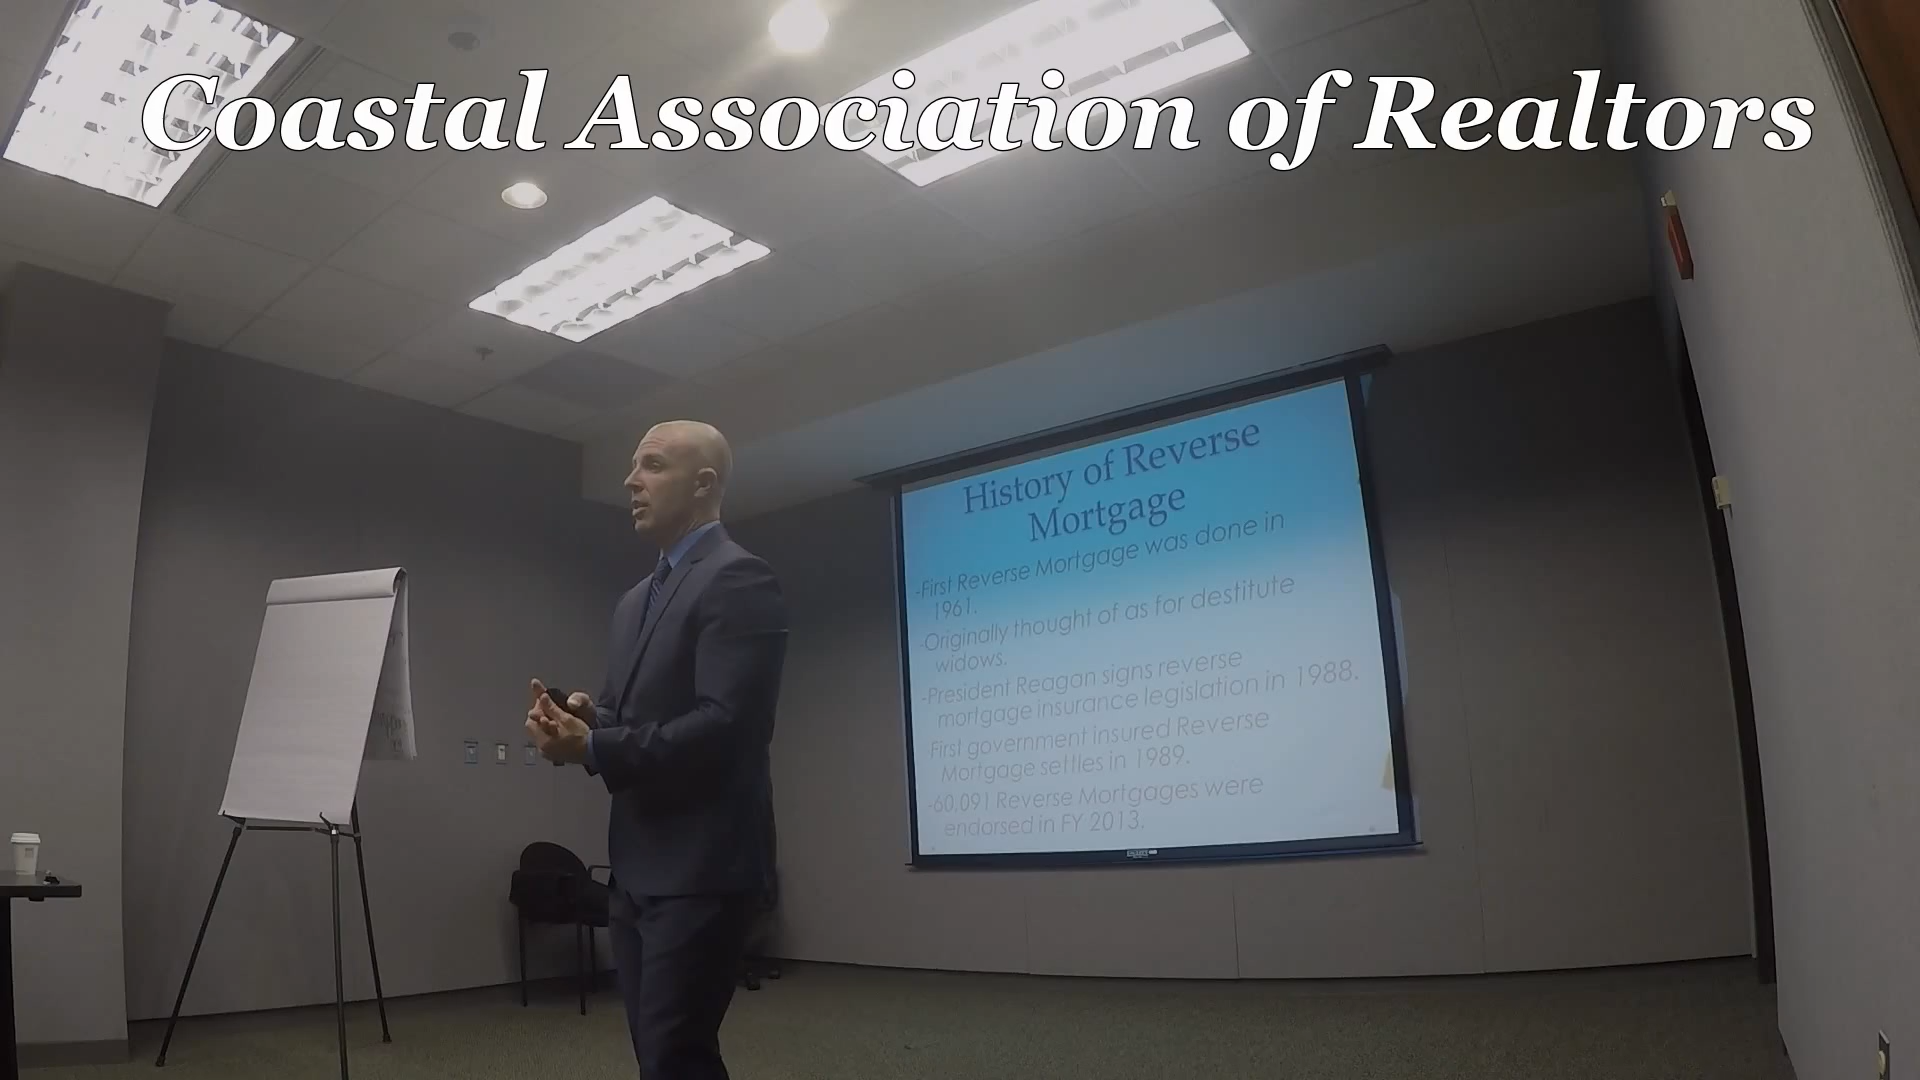 Coastal Association of Realtors
History of Reverse
Mortgage
-First Reverse Mortgage was done in
1961.
-Originally thought of as for destitute
widows.
-President Reagan signs reverse
mortgage insurance legislation in 1988.
-First government insured Reverse
Mortgage settles in 1989.
-60,091 Reverse Mortgages were
endorsed in FY 2013.